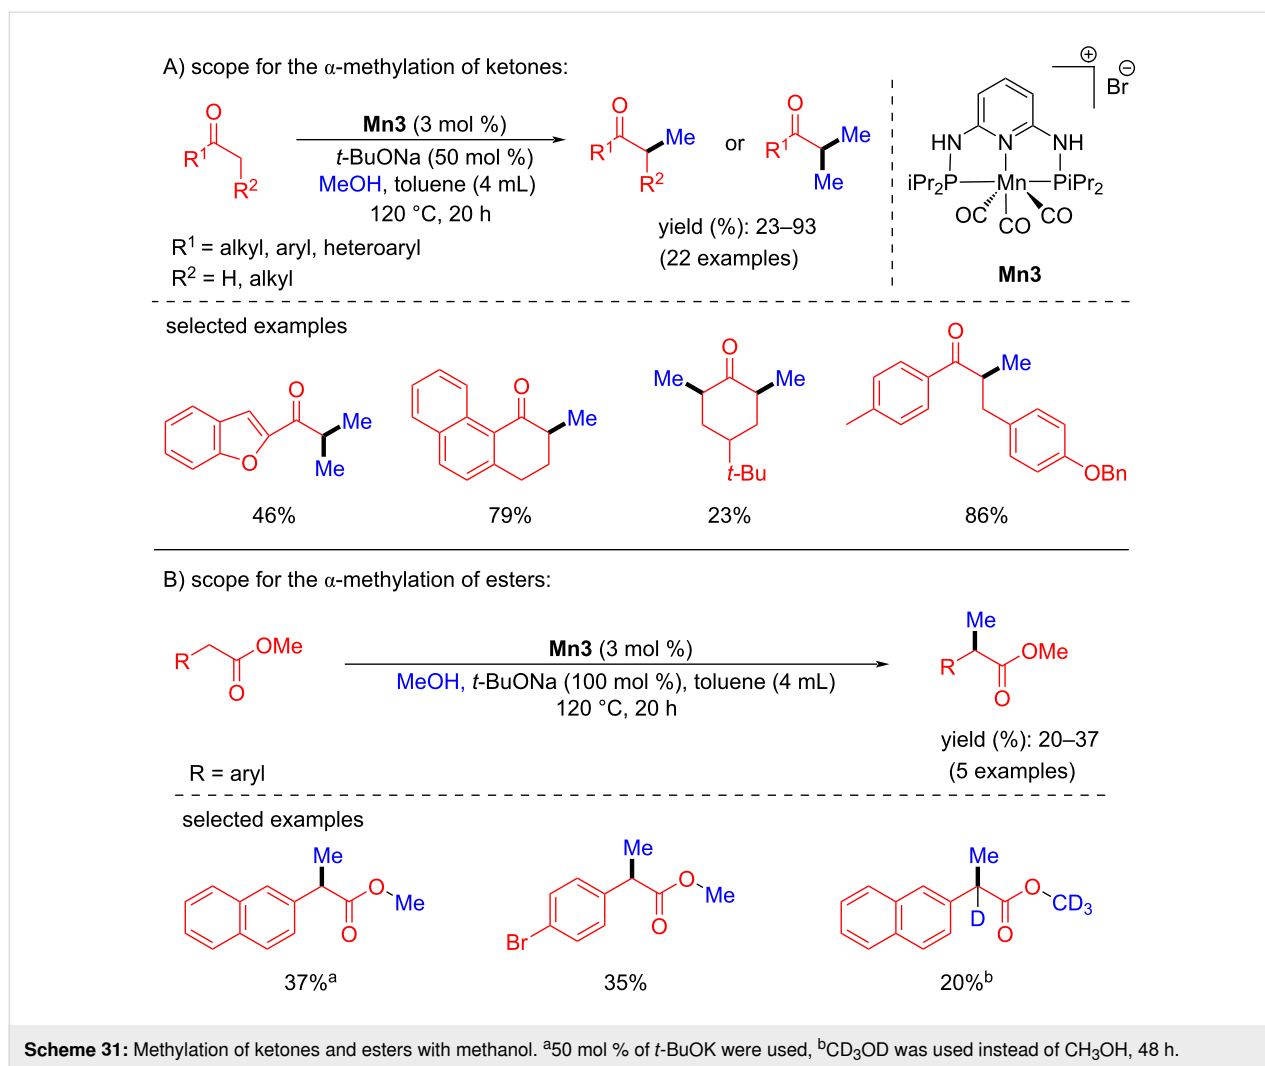 A) scope for the α-methylation of ketones:
O
R1
R2
Mn3 (3 mol %)
t-BuONa (50 mol %)
MeOH, toluene (4 mL)
120 °C, 20 h
R1 = alkyl, aryl, heteroaryl
R2 = H, alkyl
O
R1
Me
R2
or
O
R1
Me
Me
yield (%): 23–93
(22 examples)
+
Br−
HN
N
NH
iPr2P
Mn
PiPr2
CO
CO
CO
Mn3
selected examples
O
O
Me
Me
46%
O
Me
79%
O
Me
Me
t-Bu
23%
O
Me
OBn
86%
B) scope for the α-methylation of esters:
R
OMe
O
Mn3 (3 mol %)
MeOH, t-BuONa (100 mol %), toluene (4 mL)
120 °C, 20 h
Me
R
OMe
O
yield (%): 20–37
(5 examples)
R = aryl
selected examples
Me
O
Me
O
37%a
Me
O
Me
O
Br
35%
Me
O
CD3
D
O
20%b
Scheme 31: Methylation of ketones and esters with methanol. a50 mol % of t-BuOK were used, bCD3OD was used instead of CH3OH, 48 h.